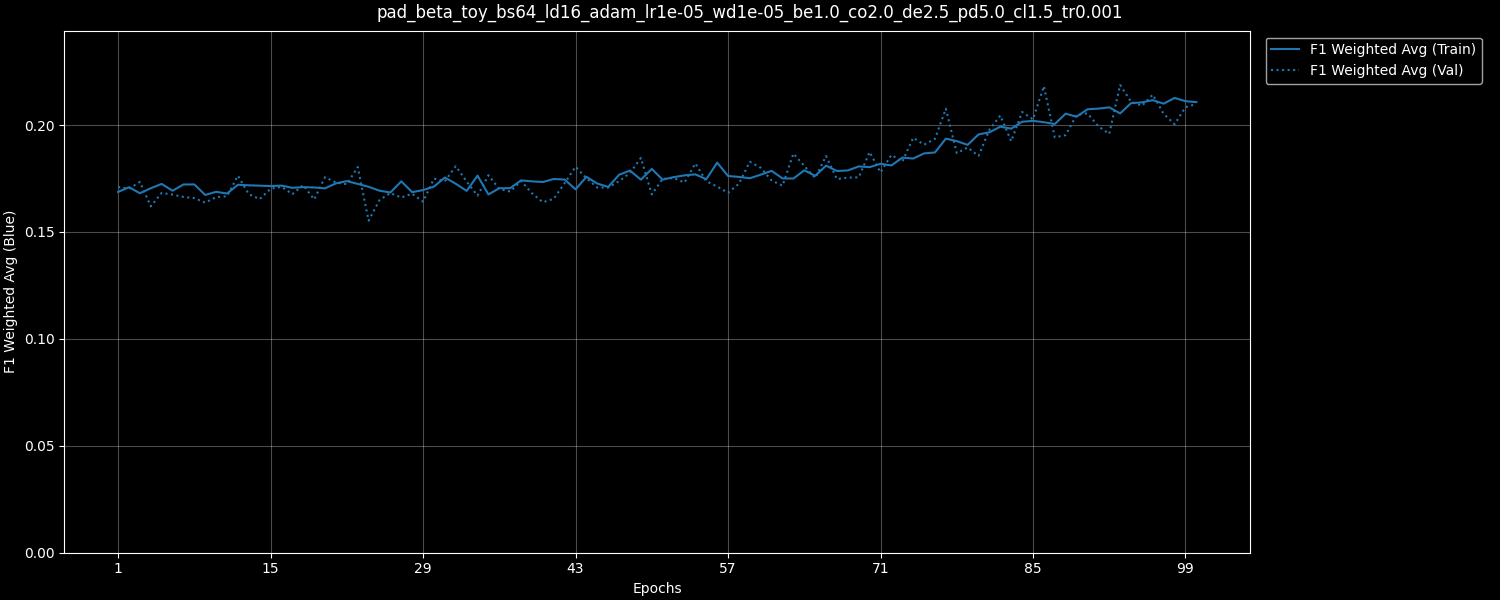 pad_beta_toy_bs64_ld16_adam_lr1e-05_wd1e-05_be1.0_co2.0_de2.5_pd5.0_cl1.5_tr0.001
F1 Weighted Avg (Train)
F1 Weighted Avg (Val)
F1 Weighted Avg (Blue)
0.20
0.15
0.10
0.05
0.00
1 15 29 43 57 71 85 99
Epochs